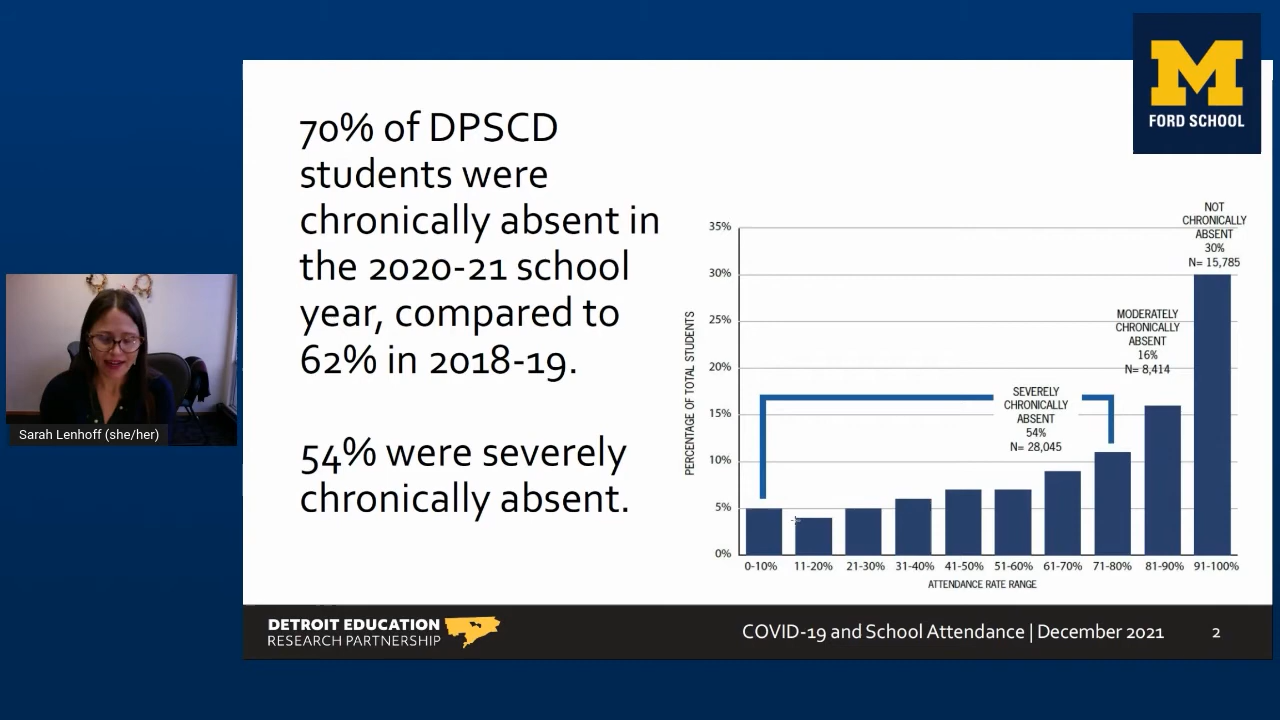 M
FORD SCHOOL
70% of DPSCD
students were
chronically absent in
the 2020-21 school
year, compared to
62% in 2018-19.
54% were severely
chronically absent.
PERCENTAGE OF TOTAL STUDENTS
35%
30%
25%
20%
15%
10%
5%
0%
SEVERELY
CHRONICALLY
ABSENT
54%
N= 28,045
MODERATELY
CHRONICALLY
ABSENT
16%
N= 8,414
NOT
CHRONICALLY
ABSENT
30%
N= 15,785
0-10% 11-20% 21-30% 31-40% 41-50% 51-60% 61-70% 71-80% 81-90% 91-100%
ATTENDANCE RATE RANGE
Sarah Lenhoff (she/her)
DETROIT EDUCATION
RESEARCH PARTNERSHIP
COVID-19 and School Attendance | December 2021 2